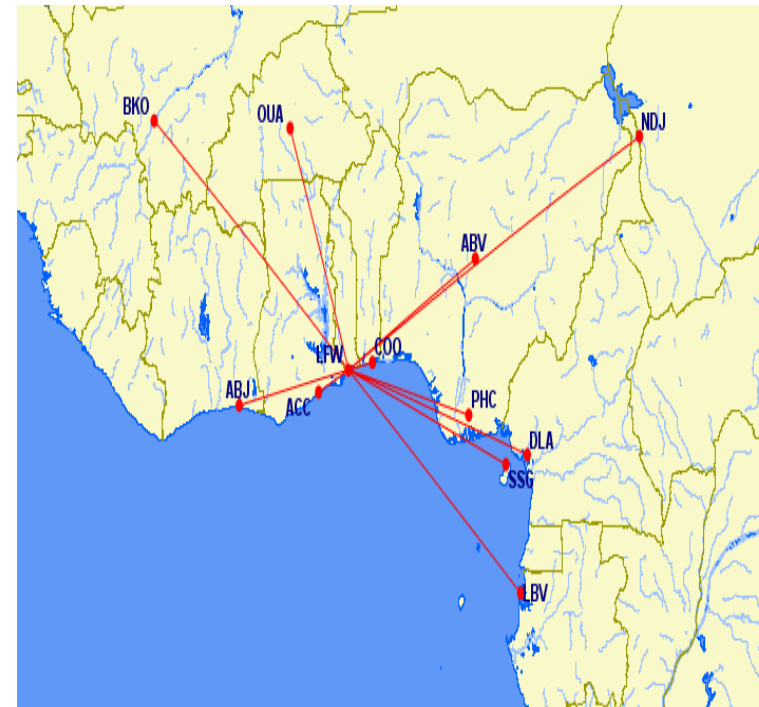 BKO
OUA
NDJ
ABV
COO
LFW
ABJ
ACC
PHC
DLA
SSG
LBV